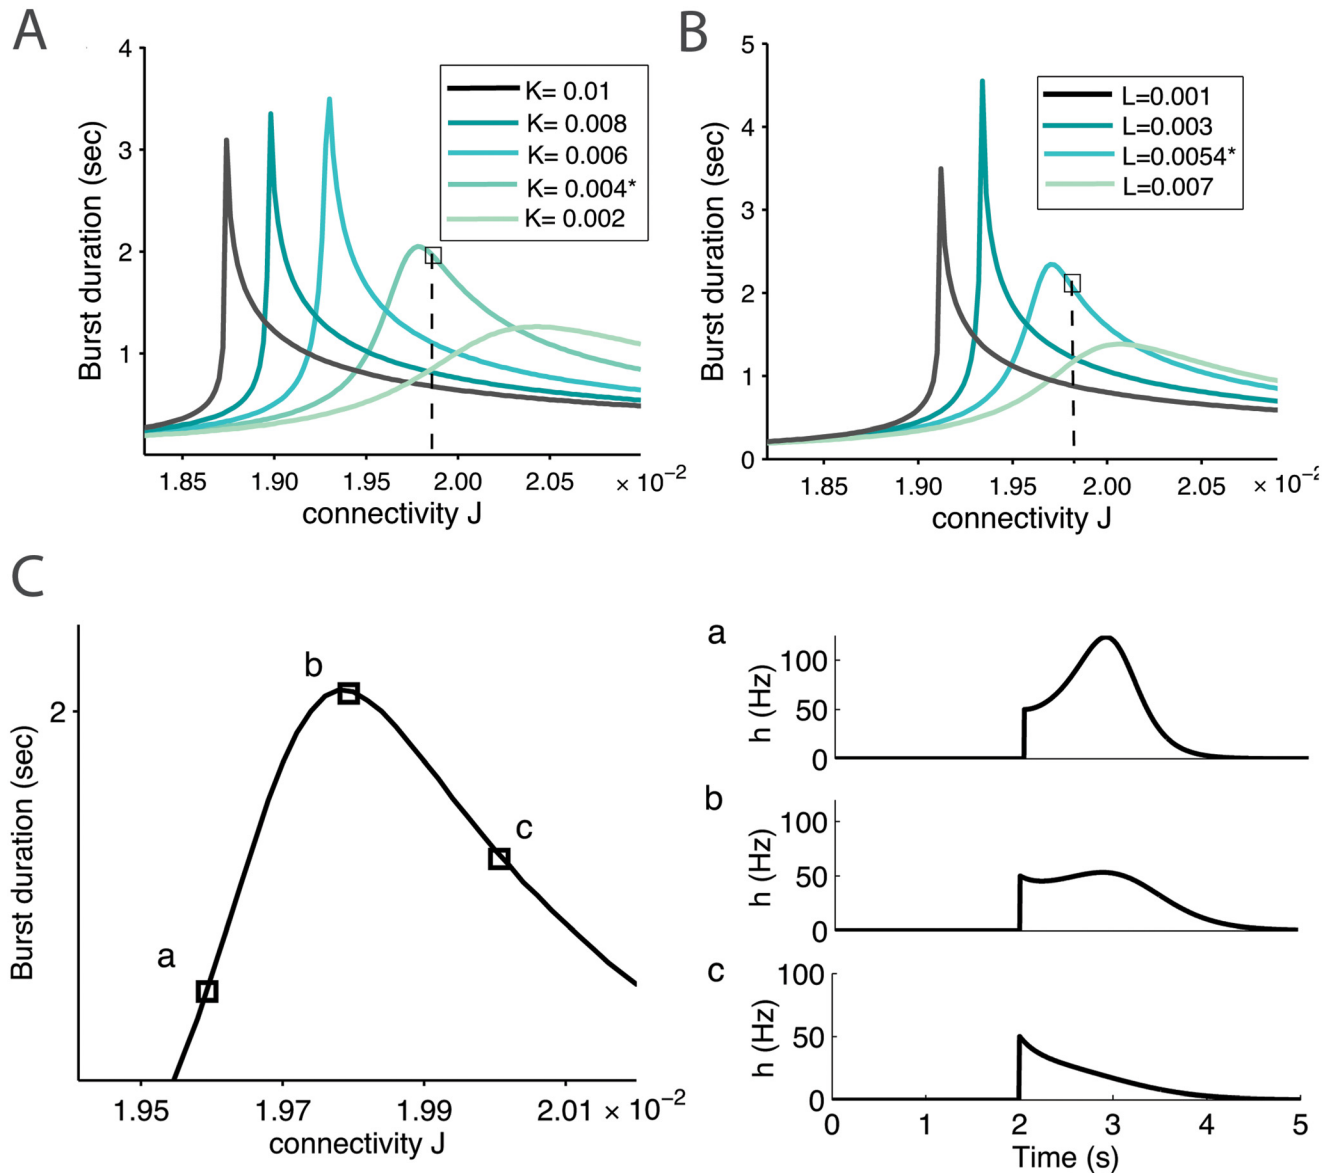 A
Burst duration (sec)
4
3
2
1
K= 0.01
K= 0.008
K= 0.006
K= 0.004*
K= 0.002
1.85 1.90 1.95 2.00 2.05 × 10-2
connectivity J
B
Burst duration (sec)
5
4
3
2
1
0
L=0.001
L=0.003
L=0.0054*
L=0.007
1.85 1.90 1.95 2.00 2.05 × 10-2
connectivity J
C
Burst duration (sec)
2
a
b
c
1.95 1.97 1.99 2.01 × 10-2
connectivity J
a
h (Hz)
100
50
0
b
h (Hz)
100
50
0
c
h (Hz)
100
50
0
0 1 2 3 4 5
Time (s)